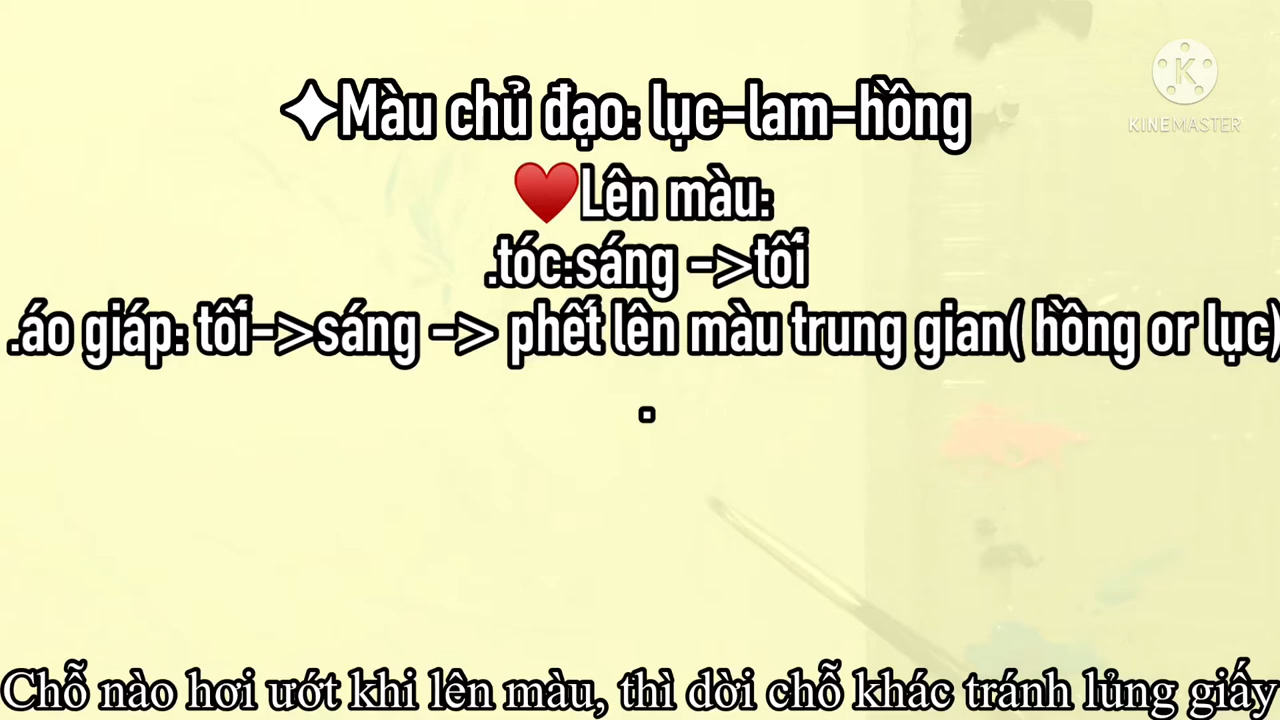 ✦Màu chủ đạo: lục-lam-hồng
KINEMASTER
♥Lên màu:
.tóc:sáng ->tối
.áo giáp: tối->sáng -> phết lên màu trung gian( hồng or lục)
.
Chỗ nào hơi ướt khi lên màu, thì dời chỗ khác tránh lủng giấy